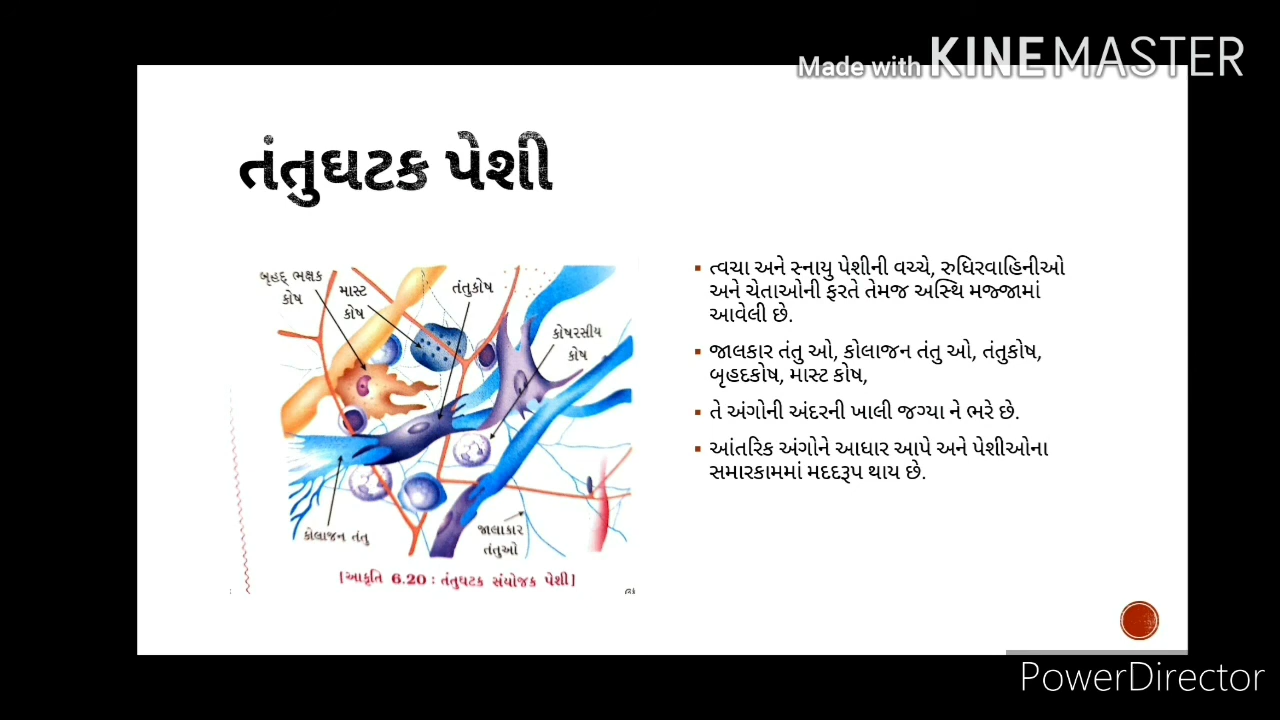 Made with KINEMASTER
તંતુઘટક પેશી
બૃહદ્ ભક્ષક
કોષ
માસ્ટ
કોષ
તંતુકોષ
કોષરસીય
કોષ
કોલાજન તંતુ
જાલાકાર
તંતુઓ
[આકૃતિ 6.20 : તંતુઘટક સંયોજક પેશી]
▪ ત્વચા અને સ્નાયુ પેશીની વચ્ચે, રુધિરવાહિનીઓ
અને ચેતાઓની ફરતે તેમજ અસ્થિ મજ્જામાં
આવેલી છે.
▪ જાલકાર તંતુ ઓ, કોલાજન તંતુ ઓ, તંતુકોષ,
બૃહદકોષ, માસ્ટ કોષ,
▪ તે અંગોની અંદરની ખાલી જગ્યા ને ભરે છે.
▪ આંતરિક અંગોને આધાર આપે અને પેશીઓના
સમારકામમાં મદદરૂપ થાય છે.
PowerDirector